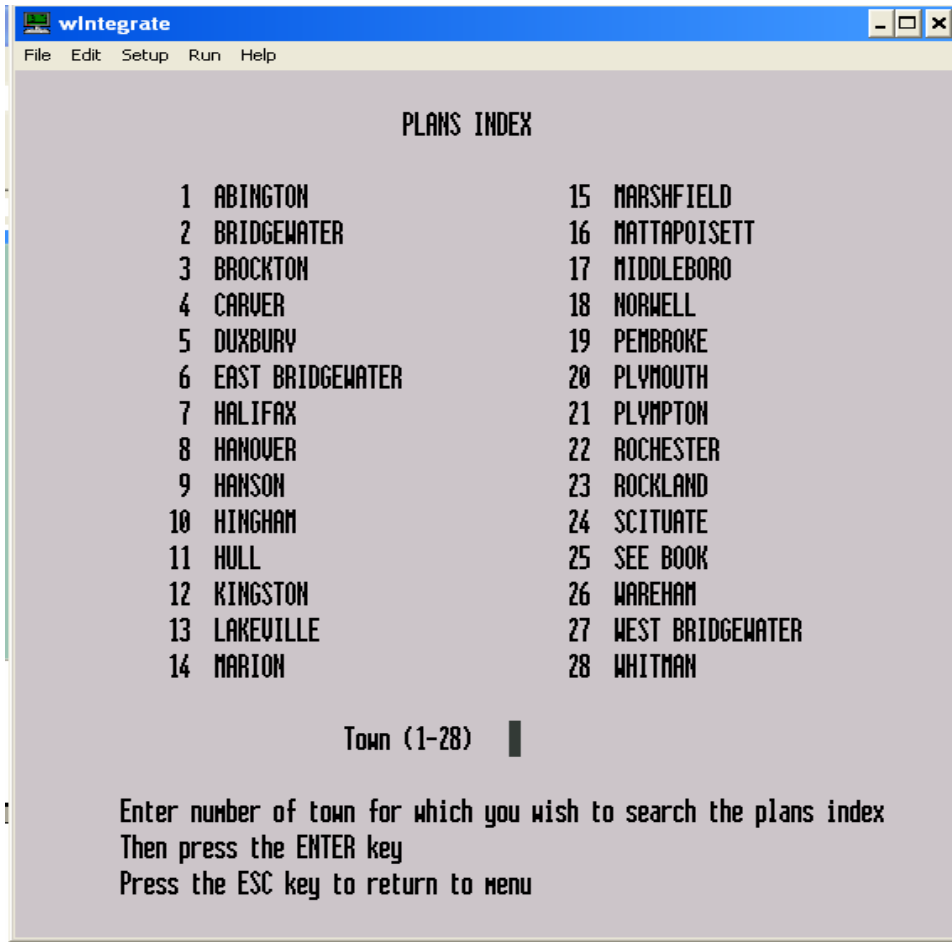 wIntegrate
File Edit Setup Run Help
PLANS INDEX
1 ABINGTON 15 MARSHFIELD
2 BRIDGEWATER 16 MATTAPOISETT
3 BROCKTON 17 MIDDLEBORO
4 CARVER 18 NORWELL
5 DUXBURY 19 PEMBROKE
6 EAST BRIDGEWATER 20 PLYMOUTH
7 HALIFAX 21 PLYMPTON
8 HANOVER 22 ROCHESTER
9 HANSON 23 ROCKLAND
10 HINGHAM 24 SCITUATE
11 HULL 25 SEE BOOK
12 KINGSTON 26 WAREHAM
13 LAKEVILLE 27 WEST BRIDGEWATER
14 MARION 28 WHITMAN
Town (1-28)
Enter number of town for which you wish to search the plans index
Then press the ENTER key
Press the ESC key to return to menu